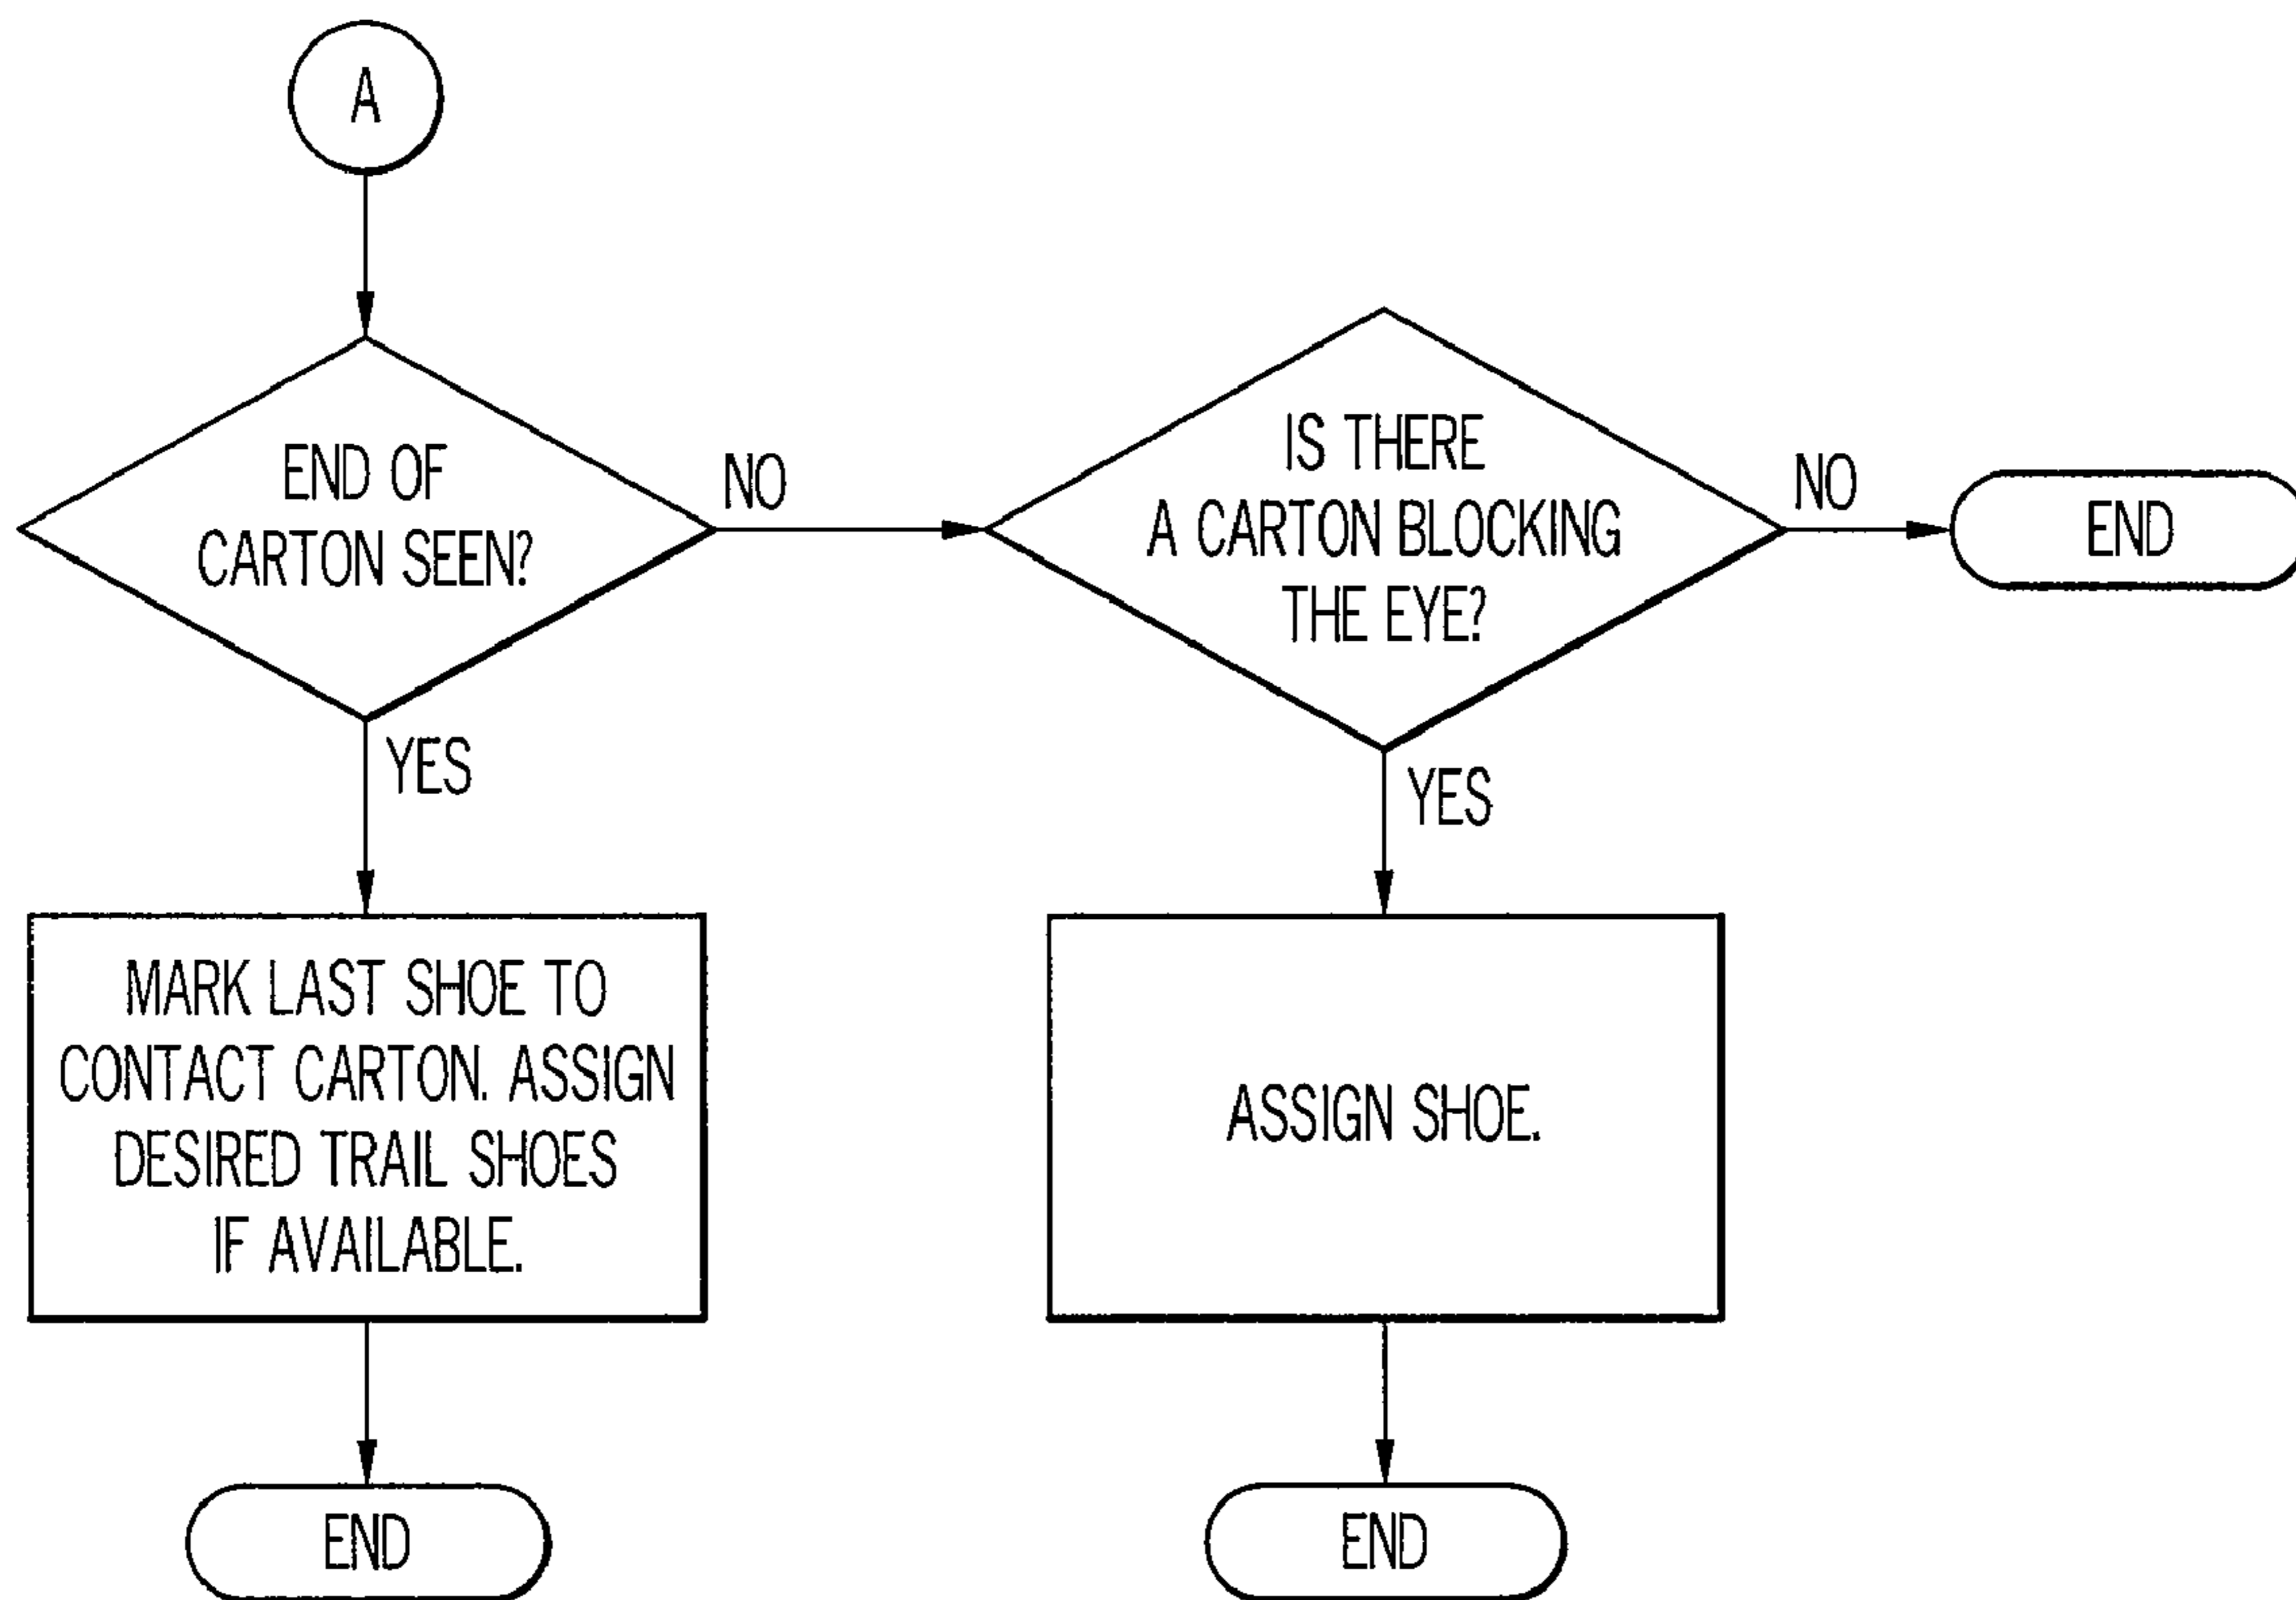 A
END OF
CARTON SEEN?
NO
IS THERE
A CARTON BLOCKING
THE EYE?
NO
END
YES
YES
MARK LAST SHOE TO
CONTACT CARTON. ASSIGN
DESIRED TRAIL SHOES
IF AVAILABLE.
ASSIGN SHOE.
END
END